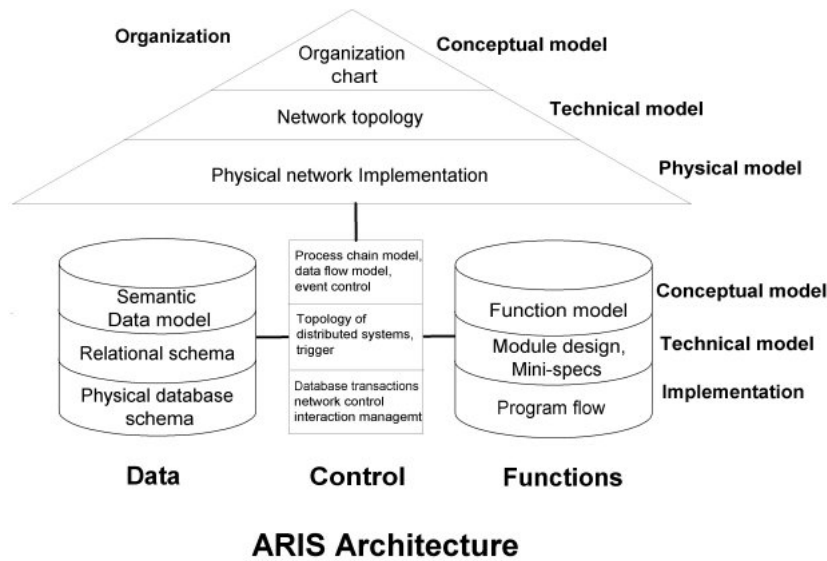 Organization
Conceptual model
Organization
chart
Technical model
Network topology
Physical model
Physical network Implementation
Process chain model,
data flow model,
event control
Semantic
Data model
Function model
Conceptual model
Topology of
distributed systems,
trigger
Relational schema
Module design,
Mini-specs
Technical model
Database transactions
network control
interaction managemt
Physical database
schema
Program flow
Implementation
Data
Control
Functions
ARIS Architecture